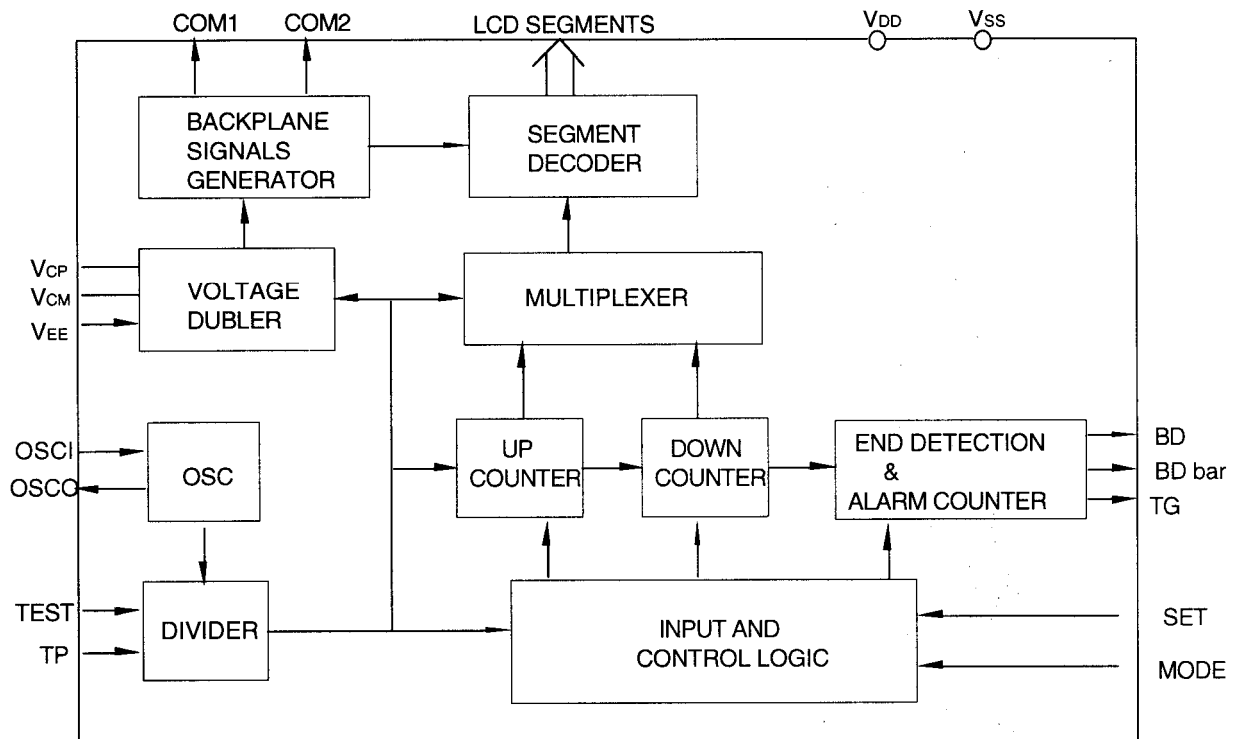 COM1 COM2 LCD SEGMENTS VDD VSS
BACKPLANE
SIGNALS
GENERATOR
SEGMENT
DECODER
VCP
VCM
VEE
VOLTAGE
DUBLER
MULTIPLEXER
OSCI
OSCO
OSC
UP
COUNTER
DOWN
COUNTER
END DETECTION
&
ALARM COUNTER
BD
BD bar
TG
TEST
TP
DIVIDER
INPUT AND
CONTROL LOGIC
SET
MODE